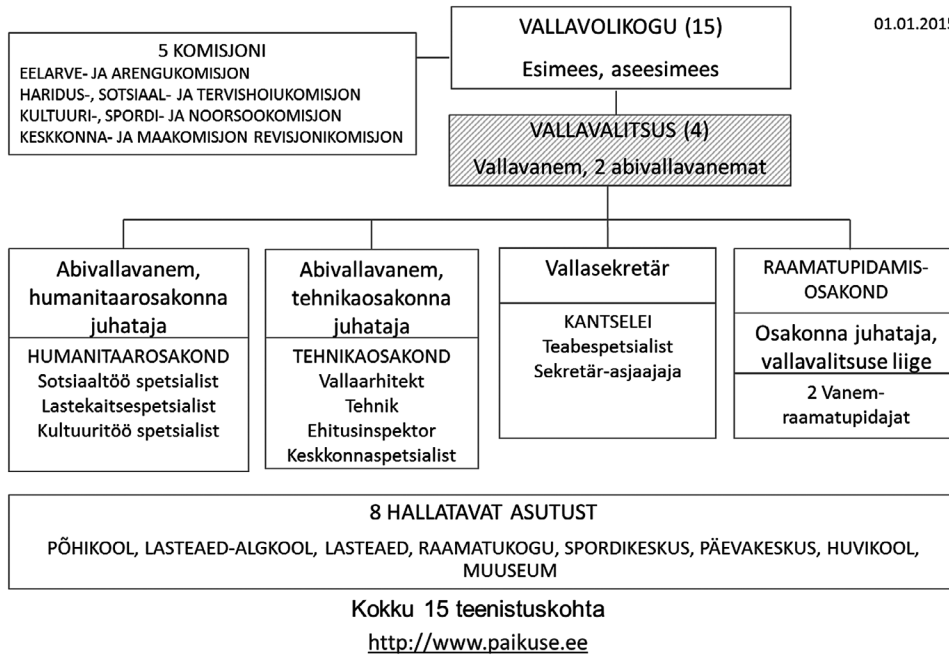 VALLAVOLIKOGU (15)
Esimees, aseesimees
01.01.2015
5 KOMISJONI
EELARVE- JA ARENGUKOMISJON
HARIDUS-, SOTSIAAL- JA TERVISHOIUKOMISJON
KULTUURI-, SPORDI- JA NOORSOOKOMISJON
KESKKONNA- JA MAAKOMISJON REVISJONIKOMISJON
VALLAVALITSUS (4)
Vallavanem, 2 abivallavanemat
Abivallavanem,
humanitaarosakonna
juhataja
HUMANITAAROSAKOND
Sotsiaaltöö spetsialist
Lastekaitsespetsialist
Kultuuritöö spetsialist
Abivallavanem,
tehnikaosakonna
juhataja
TEHNIKAOSAKOND
Vallaarhitekt
Tehnik
Ehitusinspektor
Keskkonnaspetsialist
Vallasekretär
KANTSELEI
Teabespetsialist
Sekretär-asjaajaja
RAAMATUPIDAMIS-
OSAKOND
Osakonna juhataja,
vallavalitsuse liige
2 Vanem-
raamatupidajat
8 HALLATAVAT ASUTUST
PÕHIKOOL, LASTEAED-ALGKOOL, LASTEAED, RAAMATUKOGU, SPORDIKESKUS, PÄEVAKESKUS, HUVIKOOL,
MUUSEUM
Kokku 15 teenistuskohta
http://www.paikuse.ee